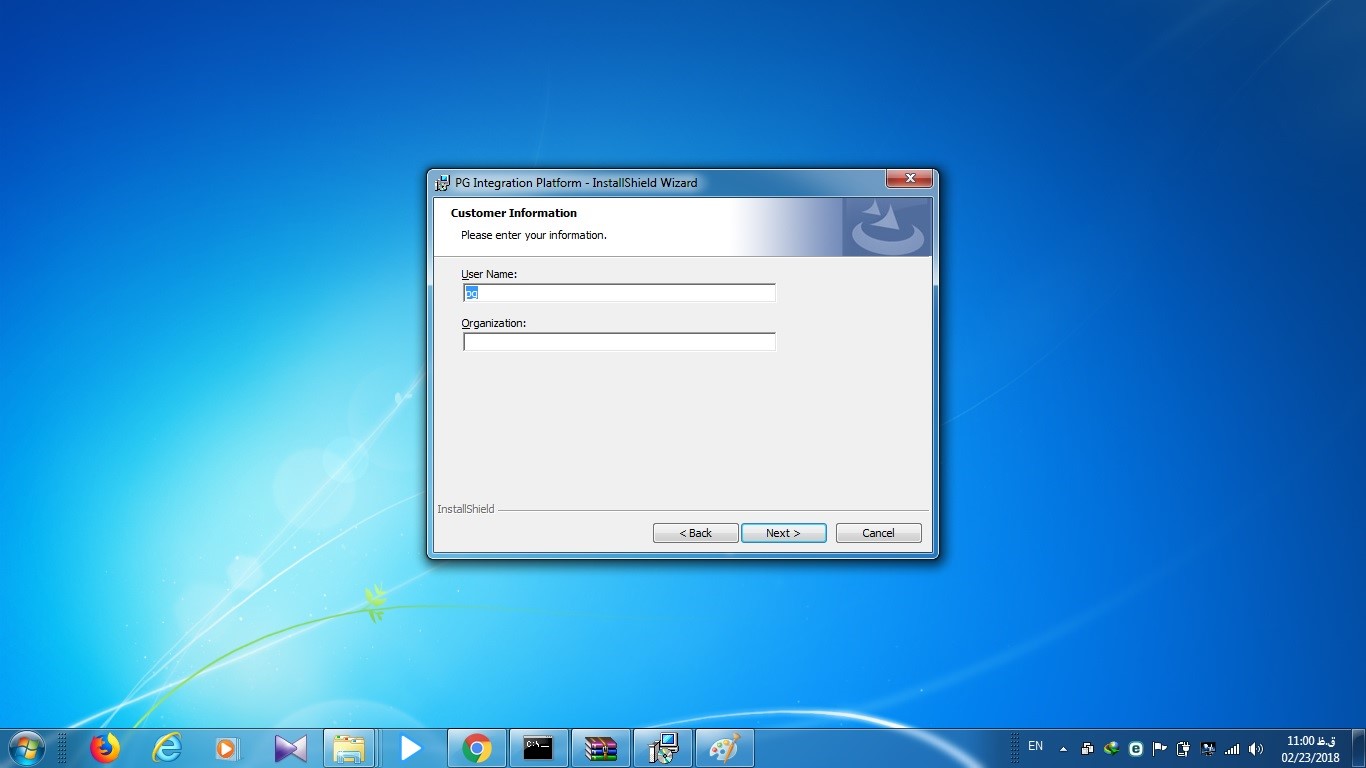 PG Integration Platform - InstallShield Wizard
Customer Information
Please enter your information.
User Name:
pg
Organization:
InstallShield
< Back
Next >
Cancel
C:\_
EN
11:00 ق.ظ
02/23/2018